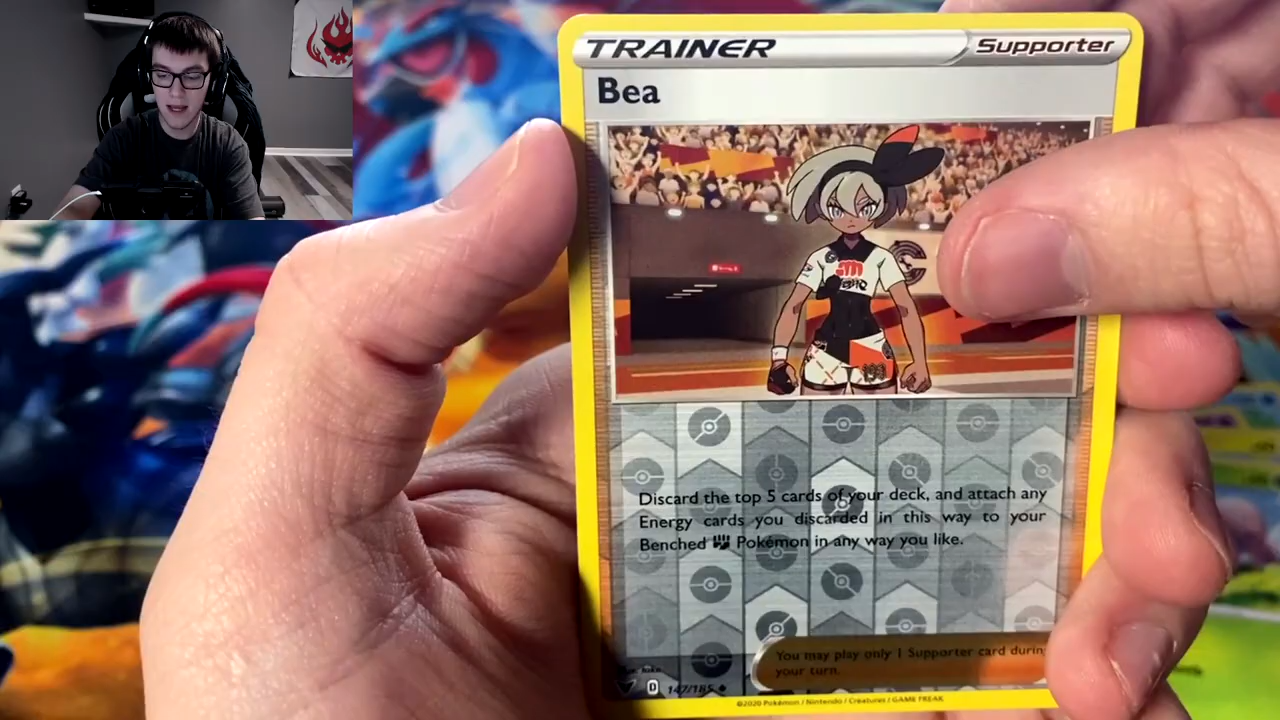 TRAINER
Supporter
Bea
Discard the top 5 cards of your deck, and attach any
Energy cards you discarded in this way to your
Benched Pokémon in any way you like.
You may play only 1 Supporter card during
your turn.
D 147/185
©2020 Pokémon / Nintendo / Creatures / GAME FREAK